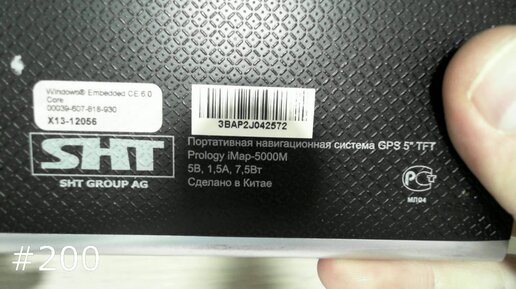 Windows® Embedded CE 6.0
Core
00039-607-818-930
X13-12056
3BAP2J042572
SHT
SHT GROUP AG
Портативная навигационная система GPS 5" TFT
Prology iMap-5000M
5В, 1,5А, 7,5Вт
Сделано в Китае
РСТ
МЛ04
#200